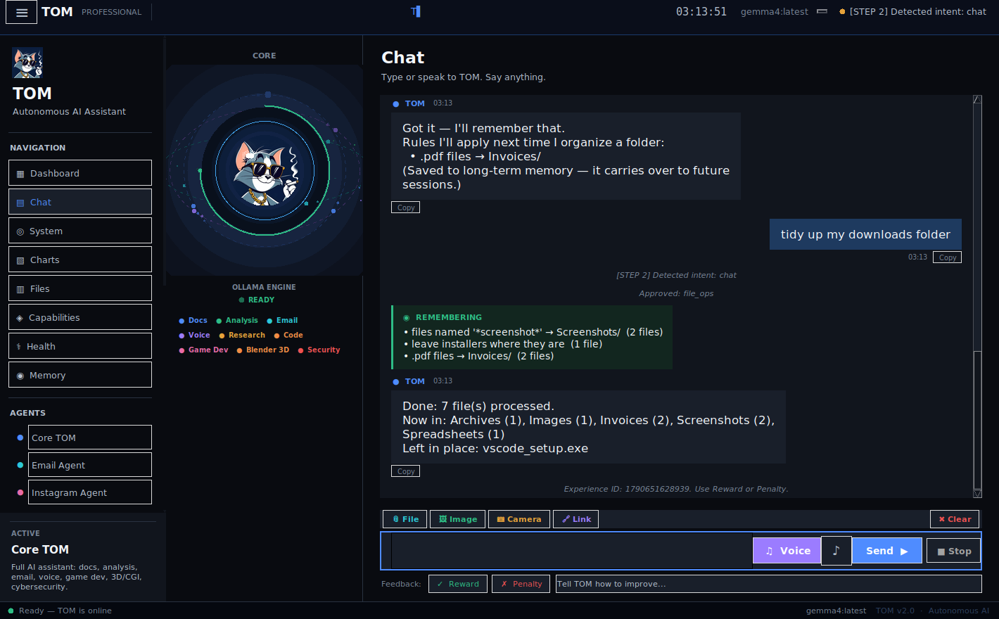 TOM PROFESSIONAL
T
03:13:51 gemma4:latest [STEP 2] Detected intent: chat
TOM
Autonomous AI Assistant
NAVIGATION
Dashboard
Chat
System
Charts
Files
Capabilities
Health
Memory
AGENTS
Core TOM
Email Agent
Instagram Agent
ACTIVE
Core TOM
Full AI assistant: docs, analysis,
email, voice, game dev, 3D/CGI,
cybersecurity.
CORE
OLLAMA ENGINE
READY
Docs Analysis Email
Voice Research Code
Game Dev Blender 3D Security
Chat
Type or speak to TOM. Say anything.
TOM 03:13
Got it — I'll remember that.
Rules I'll apply next time I organize a folder:
• .pdf files → Invoices/
(Saved to long-term memory — it carries over to future
sessions.)
Copy
tidy up my downloads folder
03:13 Copy
[STEP 2] Detected intent: chat
Approved: file_ops
REMEMBERING
• files named '*screenshot*' → Screenshots/ (2 files)
• leave installers where they are (1 file)
• .pdf files → Invoices/ (2 files)
TOM 03:13
Done: 7 file(s) processed.
Now in: Archives (1), Images (1), Invoices (2), Screenshots (2),
Spreadsheets (1)
Left in place: vscode_setup.exe
Copy
Experience ID: 1790651628939. Use Reward or Penalty.
File Image Camera Link Clear
Voice Send Stop
Feedback: ✓ Reward ✗ Penalty Tell TOM how to improve...
Ready — TOM is online
gemma4:latest TOM v2.0 · Autonomous AI